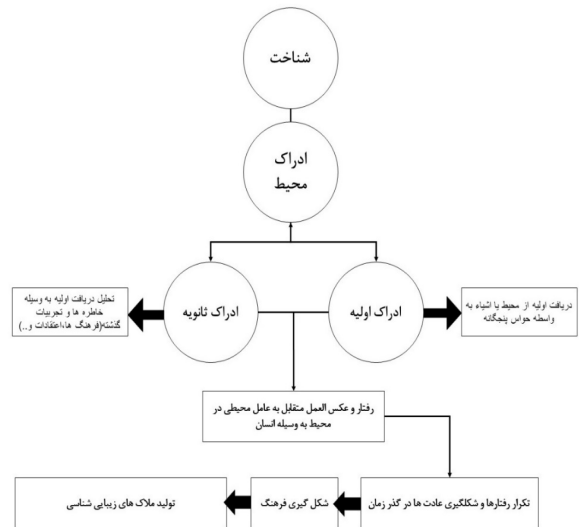 شناخت
ادراک
محیط
ادراک اولیه
ادراک ثانویه
دریافت اولیه از محیط یا اشیاء به
واسطه حواس پنجگانه
تحلیل دریافت اولیه به وسیله
خاطره ها و تجربیات
گذشته(فرهنگ ها،اعتقادات و..)
رفتار و عکس العمل متقابل به عامل محیطی در
محیط به وسیله انسان
تکرار رفتارها و شکلگیری عادت ها در گذر زمان
شکل گیری فرهنگ
تولید ملاک های زیبایی شناسی